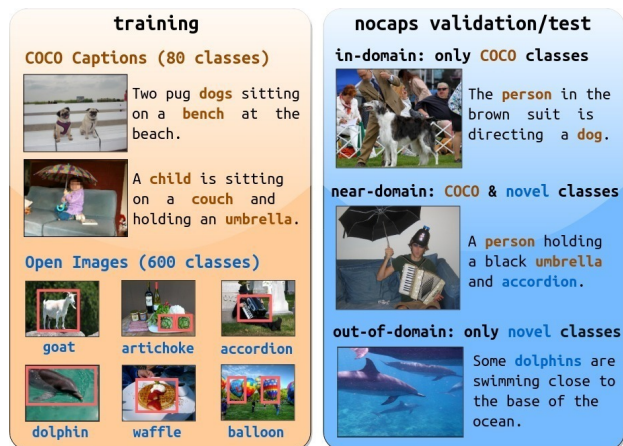 training
COCO Captions (80 classes)
Two pug dogs sitting
on a bench at the
beach.
A child is sitting
on a couch and
holding an umbrella.
Open Images (600 classes)
goat
artichoke
accordion
dolphin
waffle
balloon
nocaps validation/test
in-domain: only COCO classes
The person in the
brown suit is
directing a dog.
near-domain: COCO & novel classes
A person holding
a black umbrella
and accordion.
out-of-domain: only novel classes
Some dolphins are
swimming close to
the base of the
ocean.